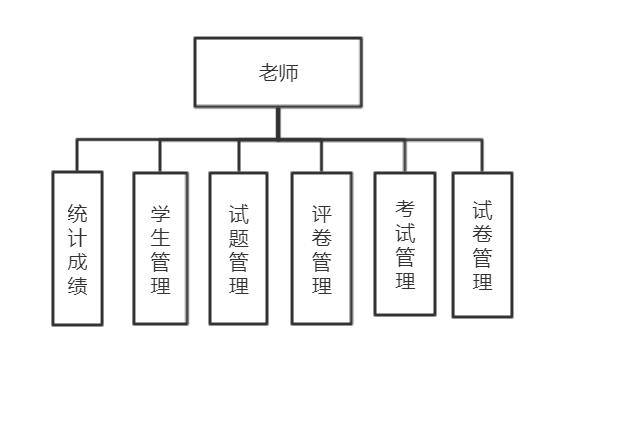 老师
统计成绩
学生管理
试题管理
评卷管理
考试管理
试卷管理